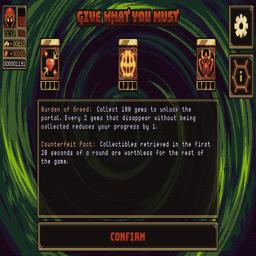 GIVE WHAT YOU MUST
Burden of Greed: Collect 100 gems to unlock the
portal. Every 2 gems that disappear without being
collected reduces your progress by 1.
Counterfeit Pact: Collectibles retrieved in the first
20 seconds of a round are worthless for the rest of
the game.
CONFIRM